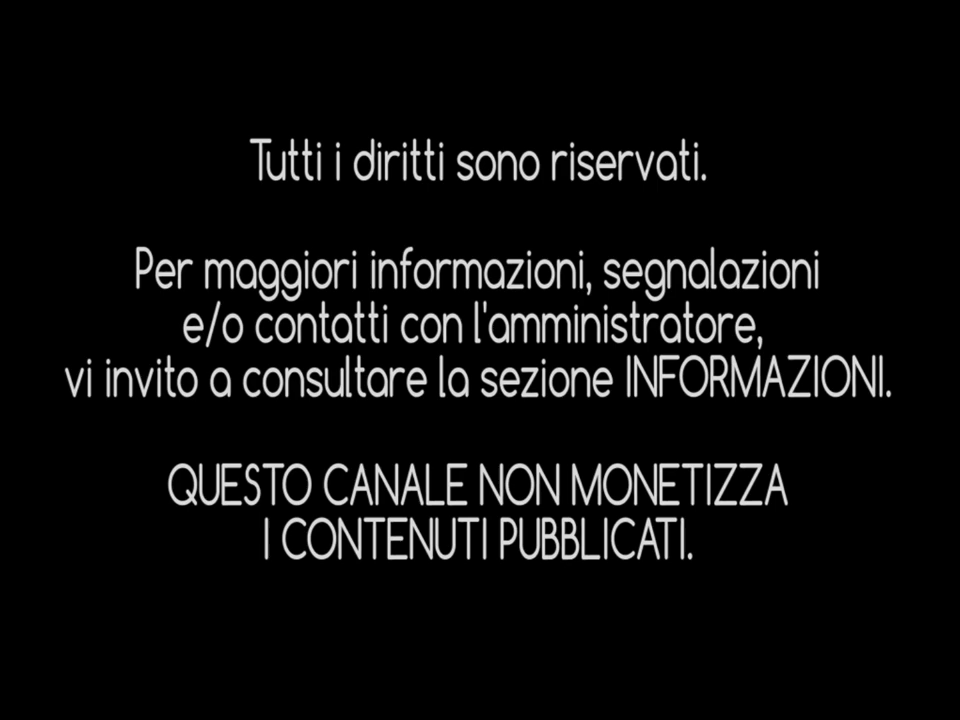 Tutti i diritti sono riservati.
Per maggiori informazioni, segnalazioni
e/o contatti con l'amministratore,
vi invito a consultare la sezione INFORMAZIONI.
QUESTO CANALE NON MONETIZZA
I CONTENUTI PUBBLICATI.